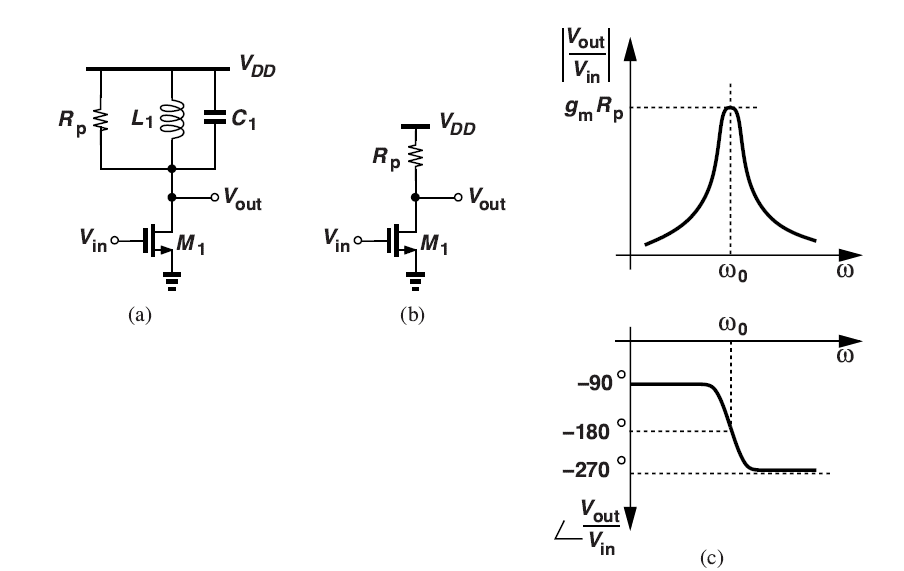 V_DD
R_p
L_1
C_1
V_out
V_in
M_1
(a)
V_DD
R_p
V_out
V_in
M_1
(b)
|V_out/V_in|
g_m R_p
ω_0
ω
ω_0
ω
–90°
–180°
–270°
∠ V_out/V_in
(c)